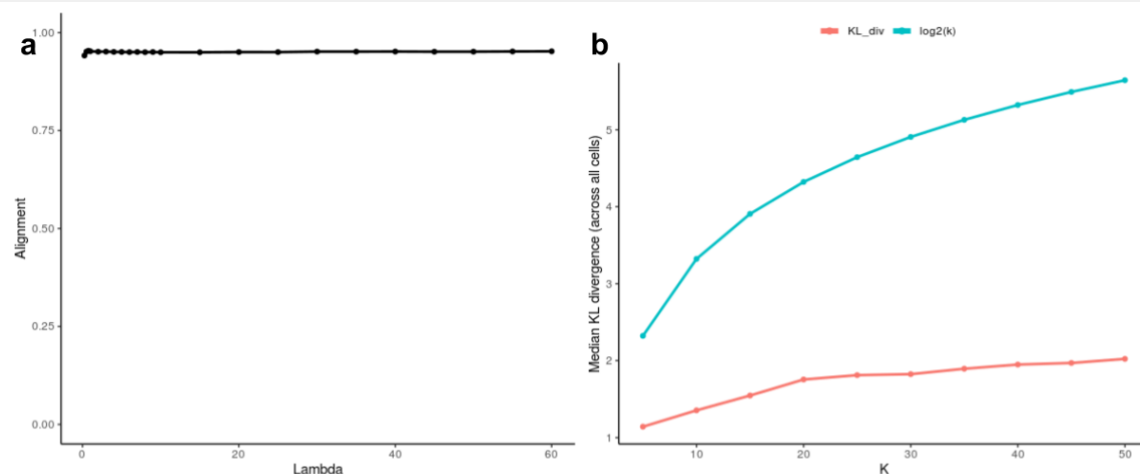 a
1.00
0.75
0.50
0.25
0.00
Alignment
0 20 40 60
Lambda
b
KL_div log2(k)
5
4
3
2
1
Median KL divergence (across all cells)
10 20 30 40 50
K